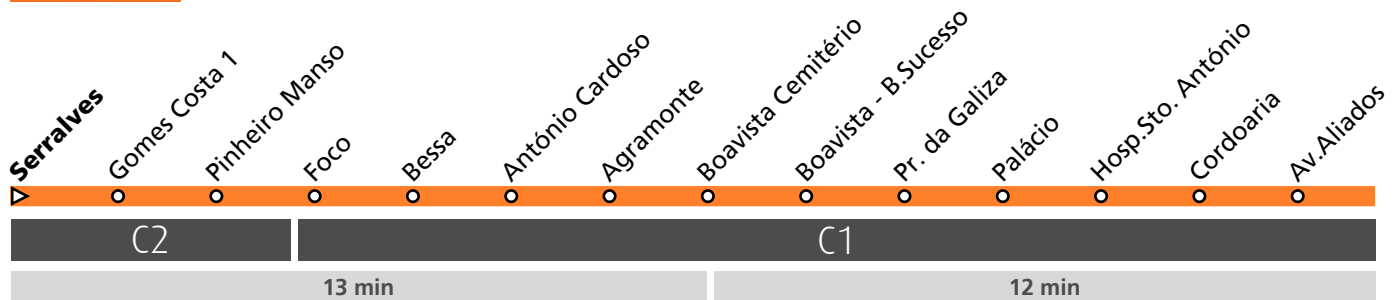 Serralves
Gomes Costa 1
Pinheiro Manso
Foco
Bessa
António Cardoso
Agramonte
Boavista Cemitério
Boavista - B.Sucesso
Pr. da Galiza
Palácio
Hosp.Sto. António
Cordoaria
Av.Aliados
C2
C1
13 min
12 min